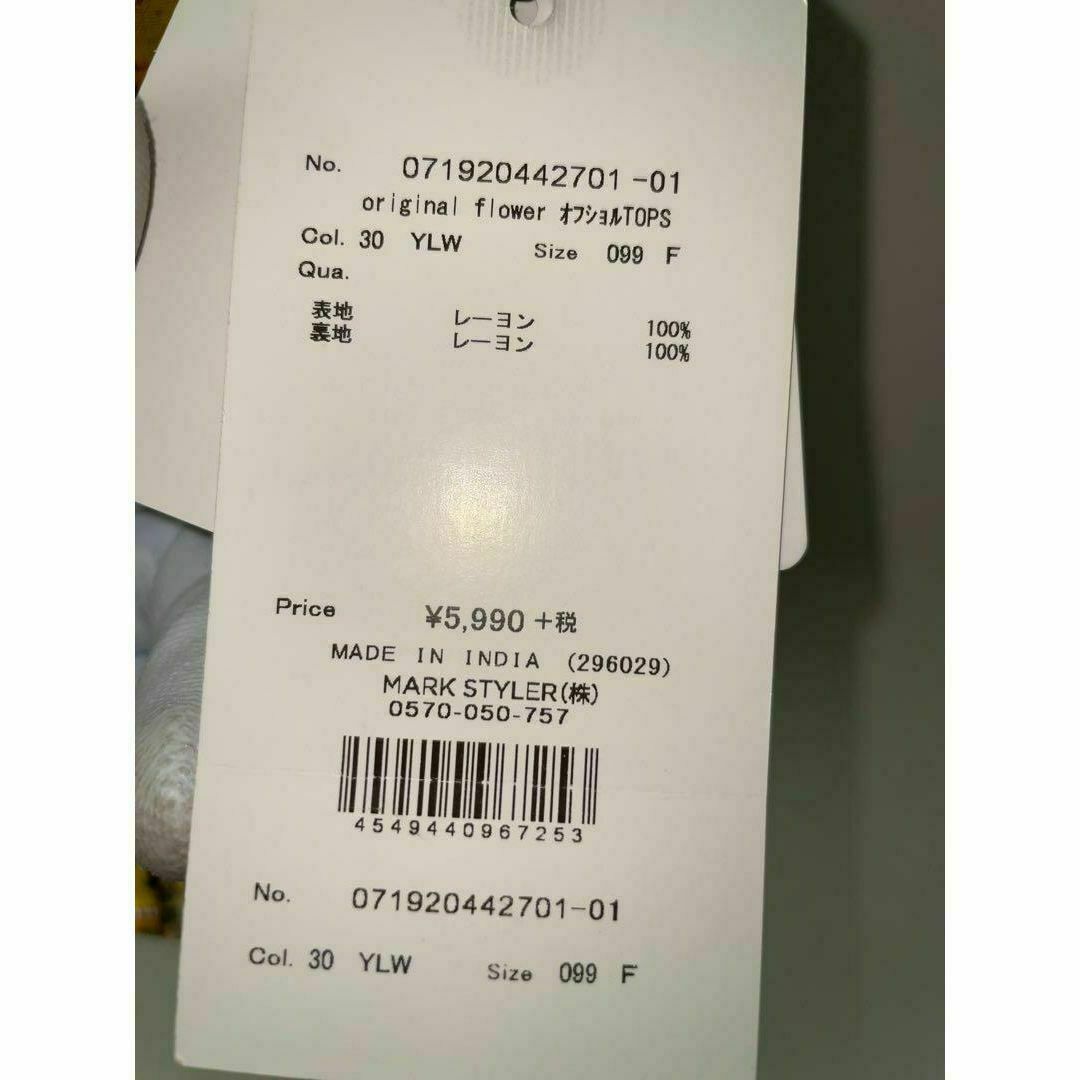 No. 071920442701-01
original flower ｵﾌｼｮﾙTOPS
Col. 30 YLW Size 099 F
Qua.
表地 レーヨン 100%
裏地 レーヨン 100%
Price ¥5,990 +税
MADE IN INDIA (296029)
MARK STYLER(株)
0570-050-757
4549440967253
No. 071920442701-01
Col. 30 YLW Size 099 F